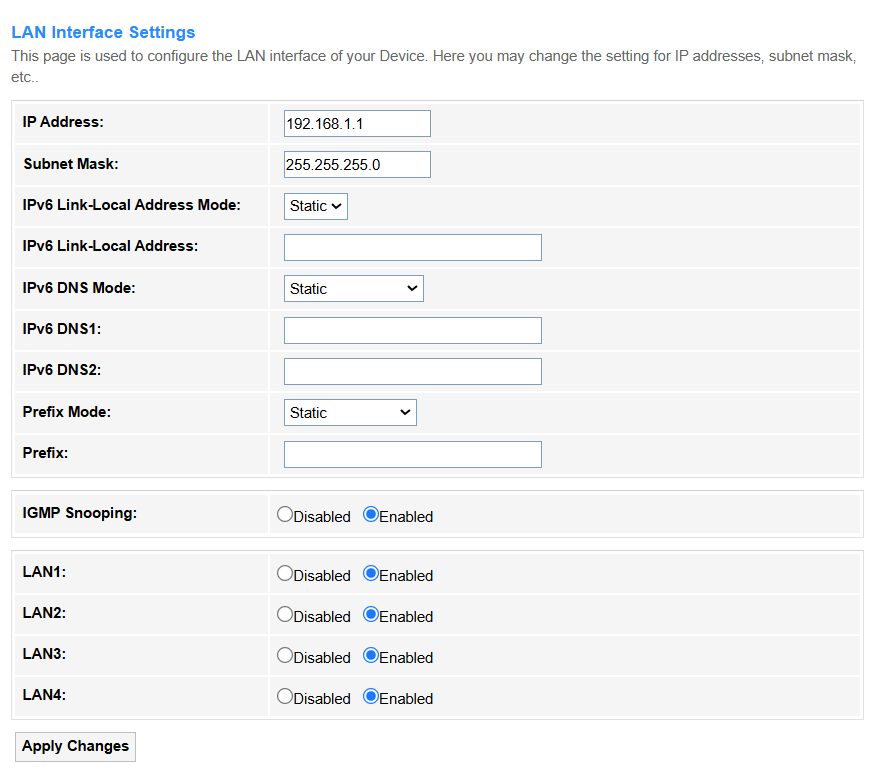 LAN Interface Settings
This page is used to configure the LAN interface of your Device. Here you may change the setting for IP addresses, subnet mask,
etc..
IP Address: 192.168.1.1
Subnet Mask: 255.255.255.0
IPv6 Link-Local Address Mode: Static
IPv6 Link-Local Address:
IPv6 DNS Mode: Static
IPv6 DNS1:
IPv6 DNS2:
Prefix Mode: Static
Prefix:
IGMP Snooping: Disabled Enabled
LAN1: Disabled Enabled
LAN2: Disabled Enabled
LAN3: Disabled Enabled
LAN4: Disabled Enabled
Apply Changes